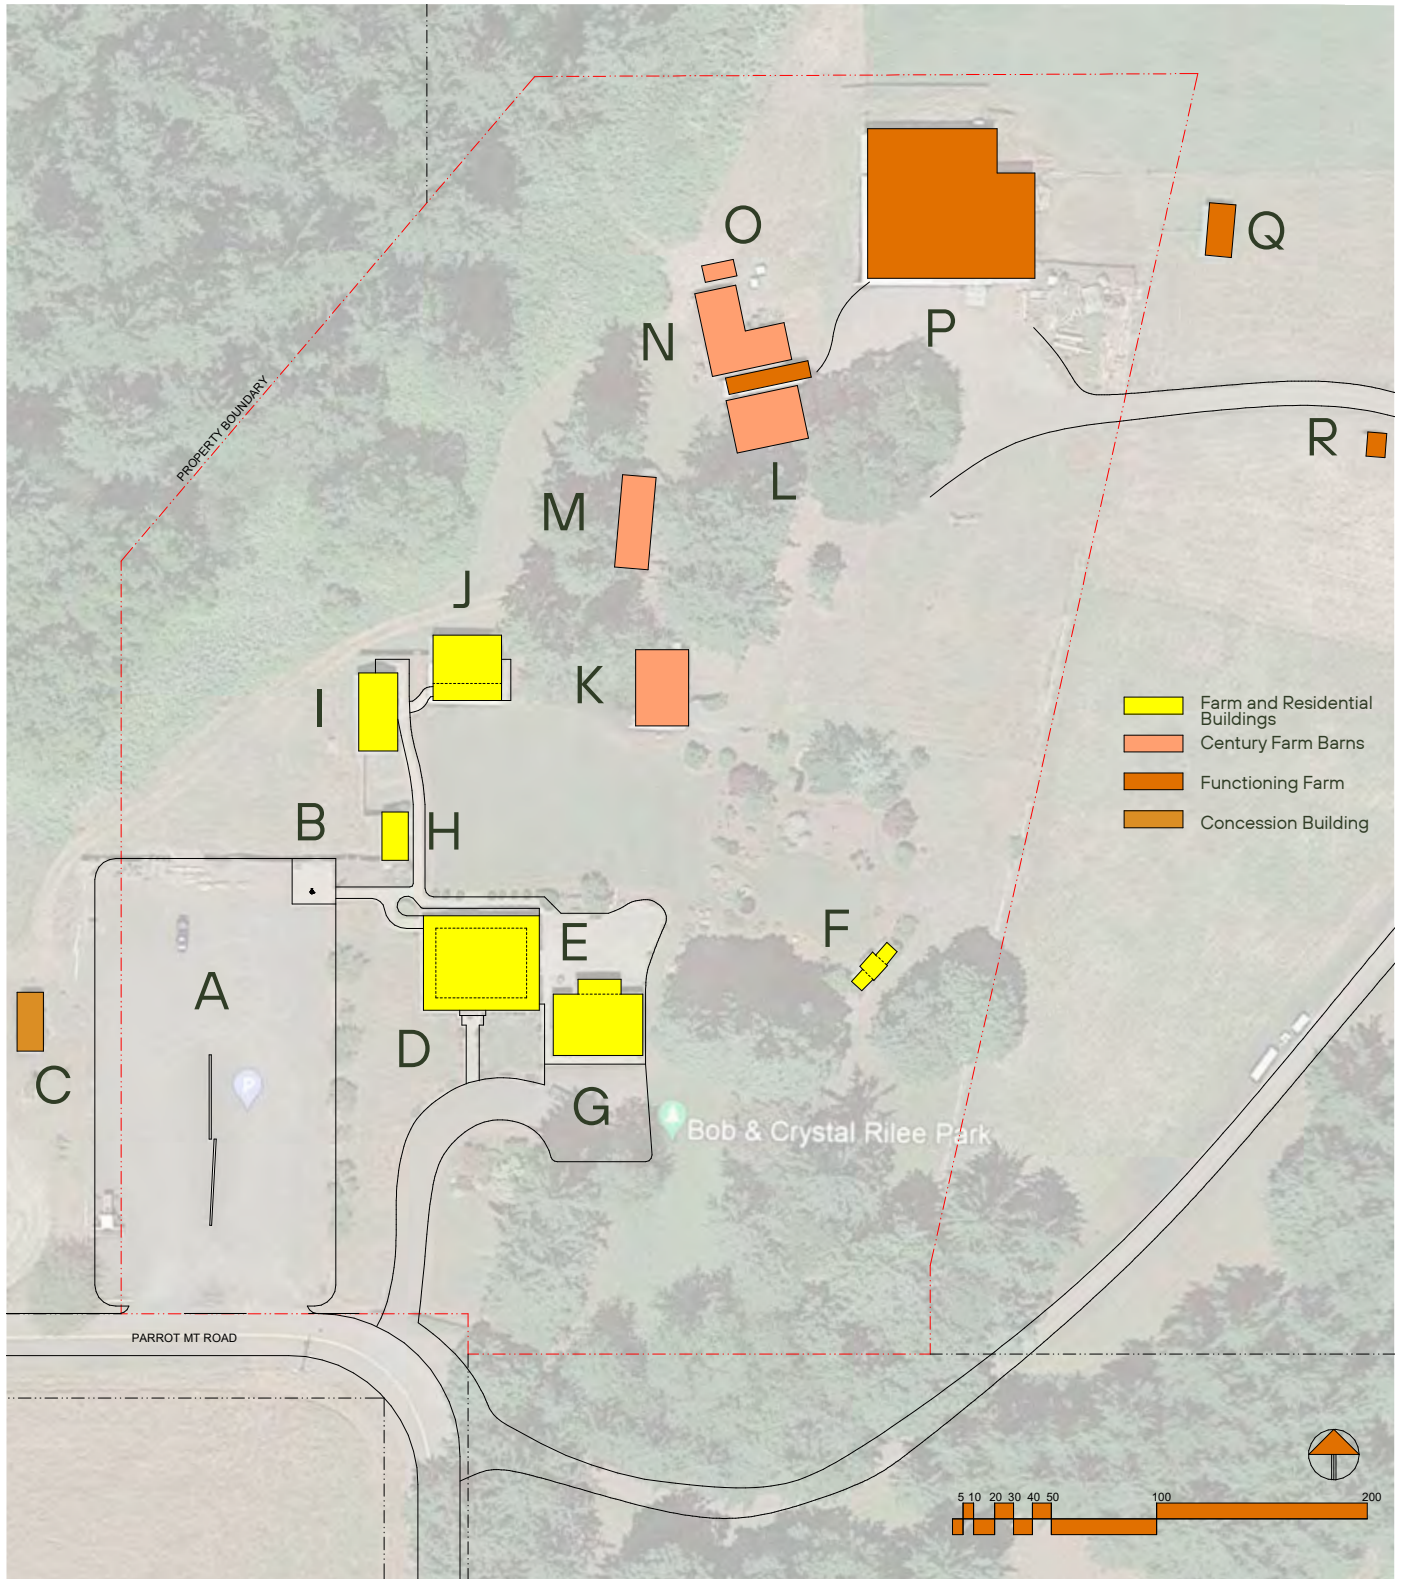 O
Q
N
P
R
PROPERTY BOUNDARY
L
M
J
K
I
Farm and Residential
Buildings
Century Farm Barns
Functioning Farm
Concession Building
B
H
F
E
A
D
C
P
G
Bob & Crystal Rilee Park
PARROT MT ROAD
5 10 20 30 40 50 100 200